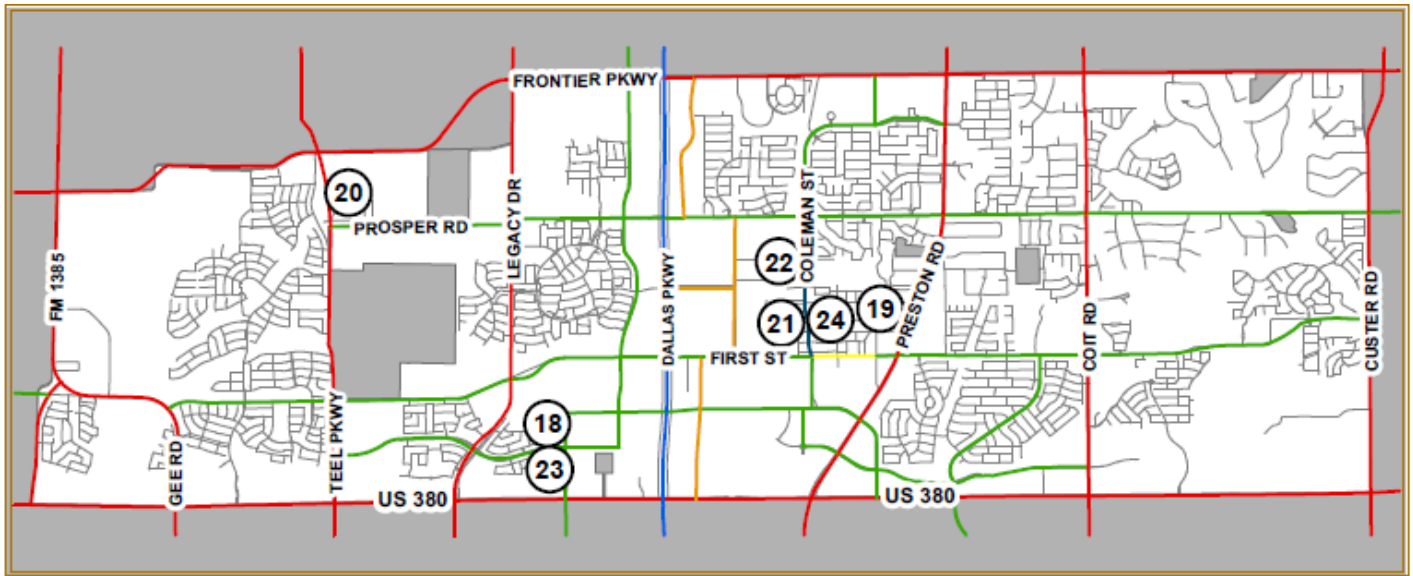 FRONTIER PKWY
20
PROSPER RD
LEGACY DR
COLEMAN ST
FM 1385
22
DALLAS PKWY
PRESTON RD
21
24
19
FIRST ST
COIT RD
CUSTER RD
18
23
GEE RD
TEEL PKWY
US 380
US 380